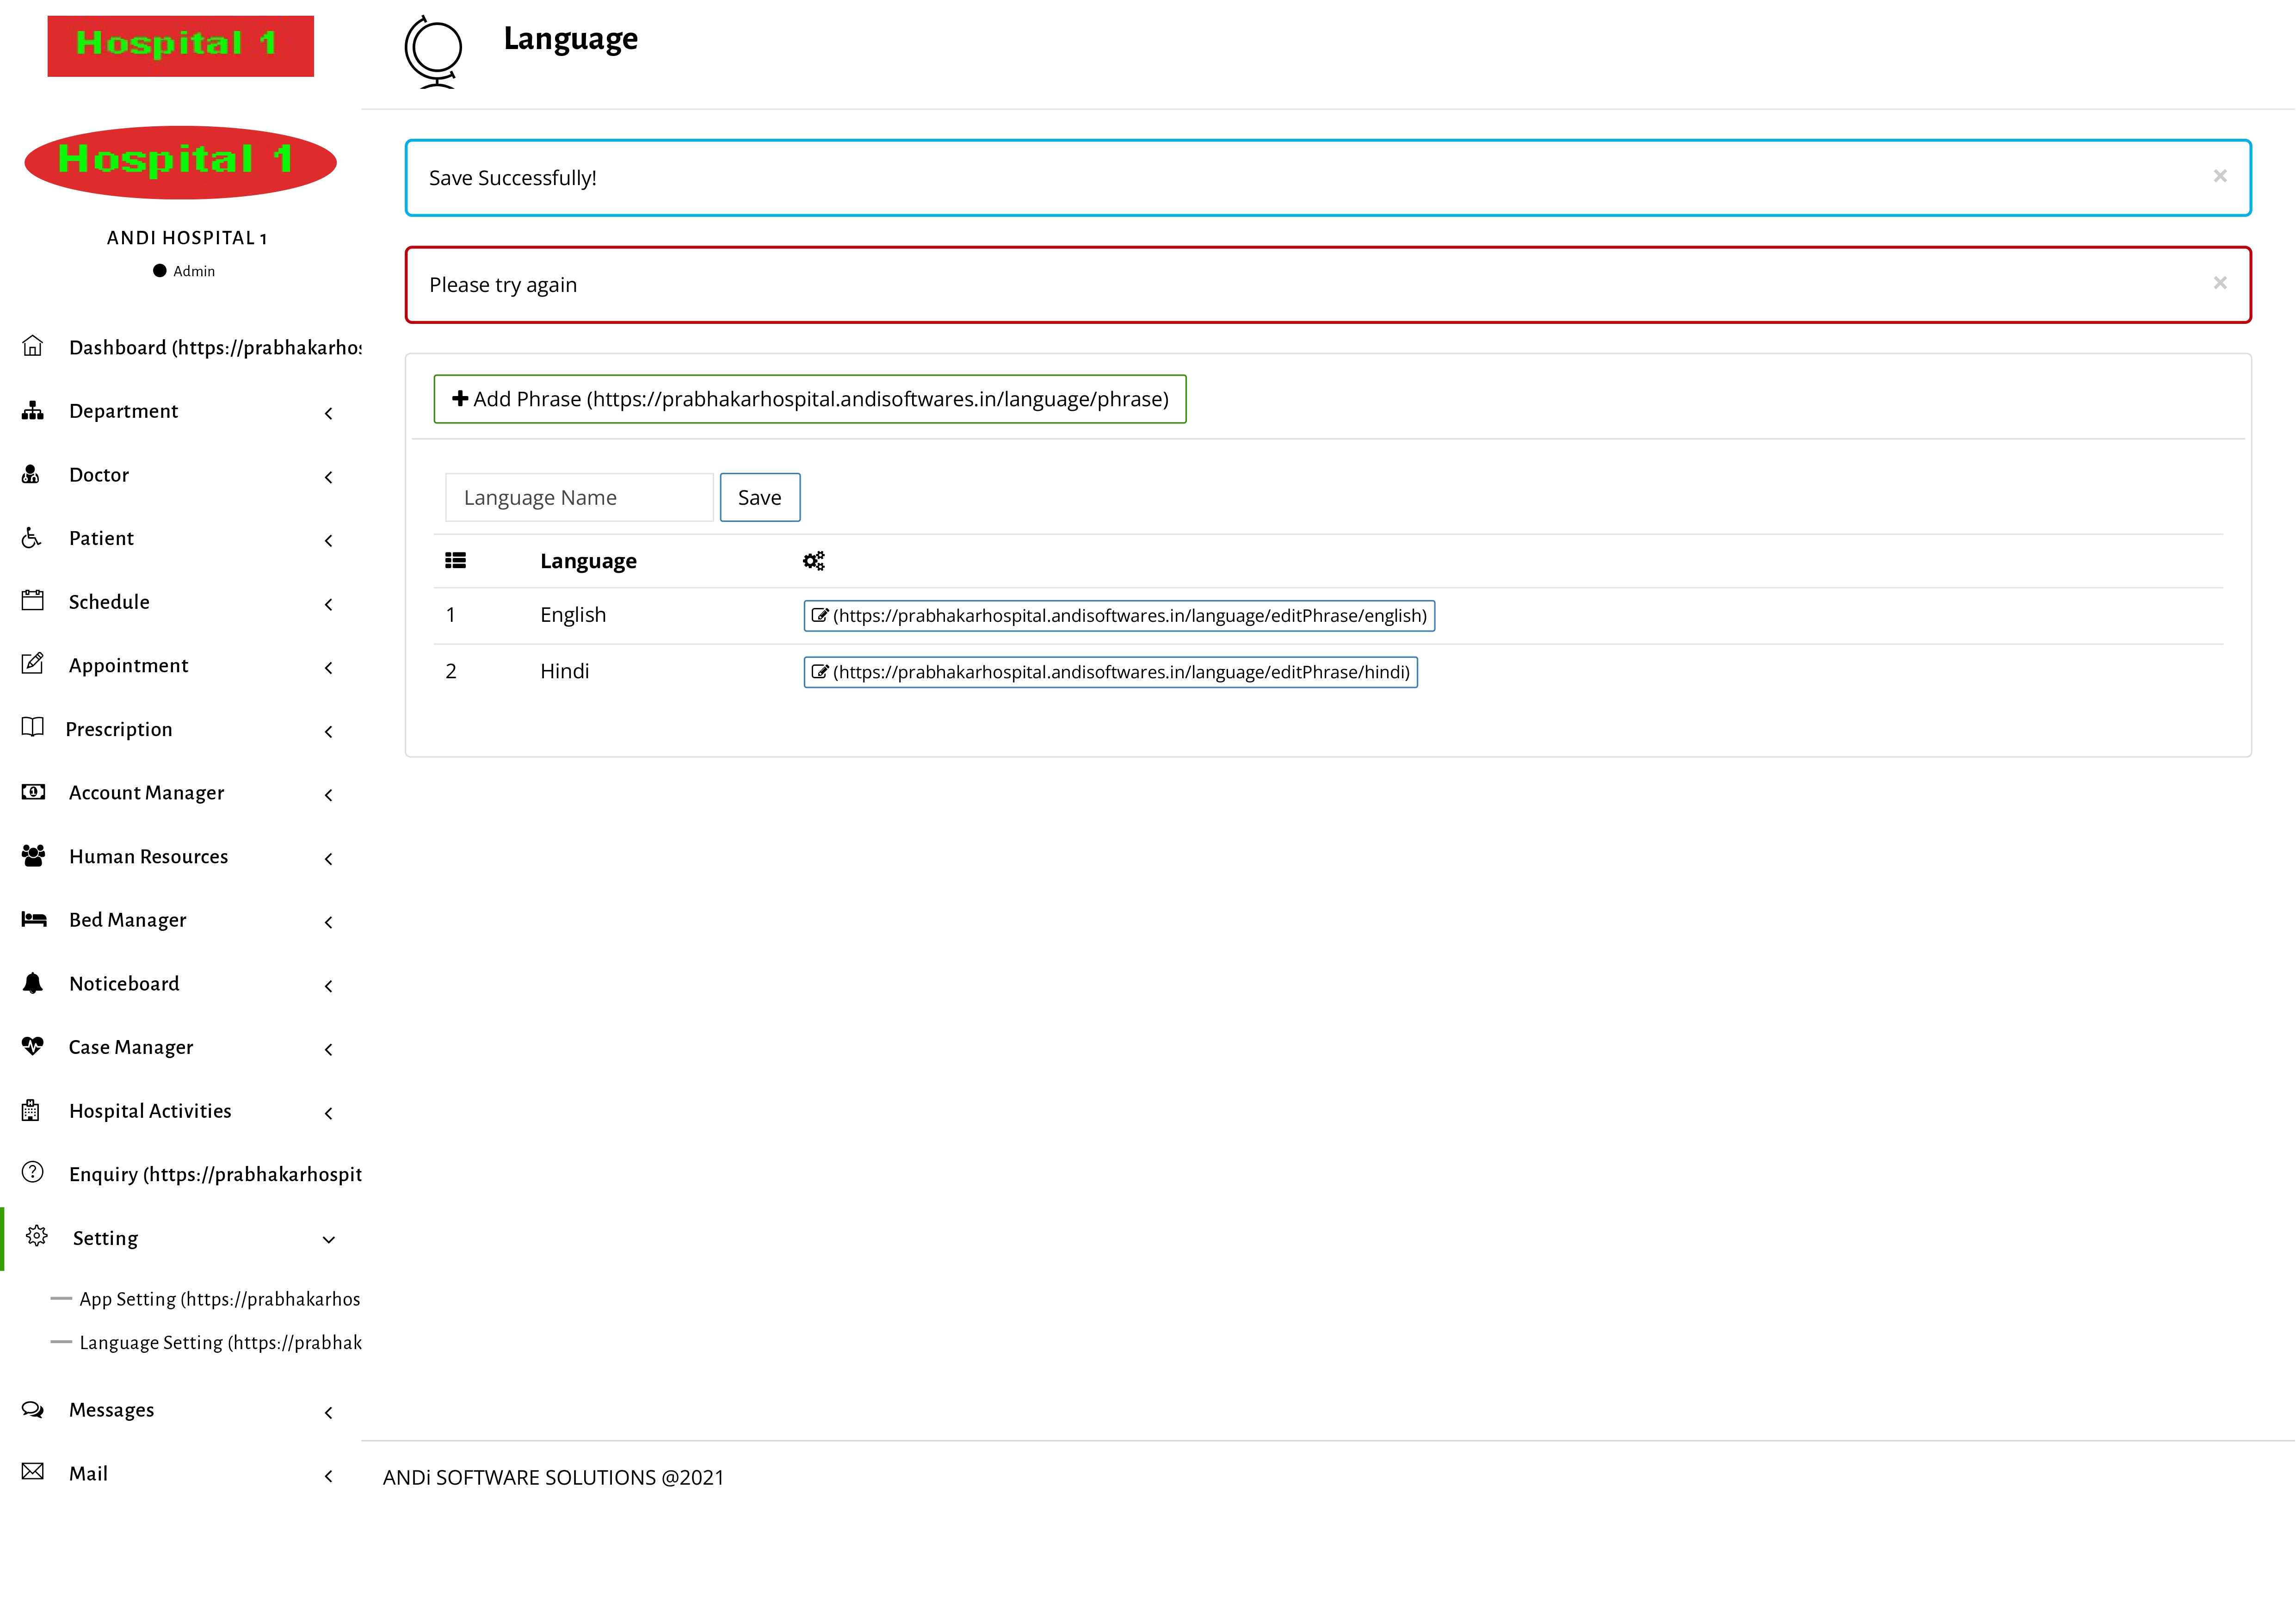 Hospital 1
Hospital 1
ANDI HOSPITAL 1
Admin
Dashboard (https://prabhakarhos
Department
Doctor
Patient
Schedule
Appointment
Prescription
Account Manager
Human Resources
Bed Manager
Noticeboard
Case Manager
Hospital Activities
Enquiry (https://prabhakarhospit
Setting
App Setting (https://prabhakarhos
Language Setting (https://prabhak
Messages
Mail
Language
Save Successfully!
×
Please try again
×
Add Phrase (https://prabhakarhospital.andisoftwares.in/language/phrase)
Language Name Save
Language
1 English (https://prabhakarhospital.andisoftwares.in/language/editPhrase/english)
2 Hindi (https://prabhakarhospital.andisoftwares.in/language/editPhrase/hindi)
ANDi SOFTWARE SOLUTIONS @2021